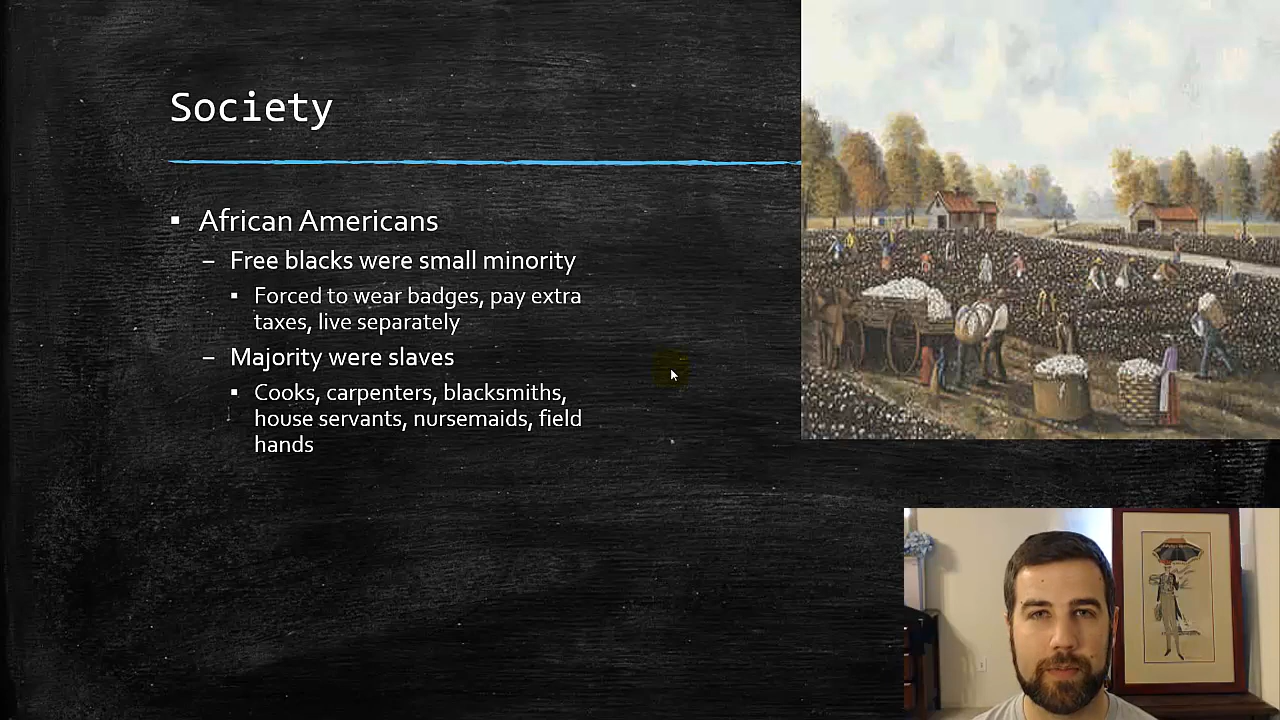 Society
▪ African Americans
– Free blacks were small minority
▪ Forced to wear badges, pay extra
taxes, live separately
– Majority were slaves
▪ Cooks, carpenters, blacksmiths,
house servants, nursemaids, field
hands